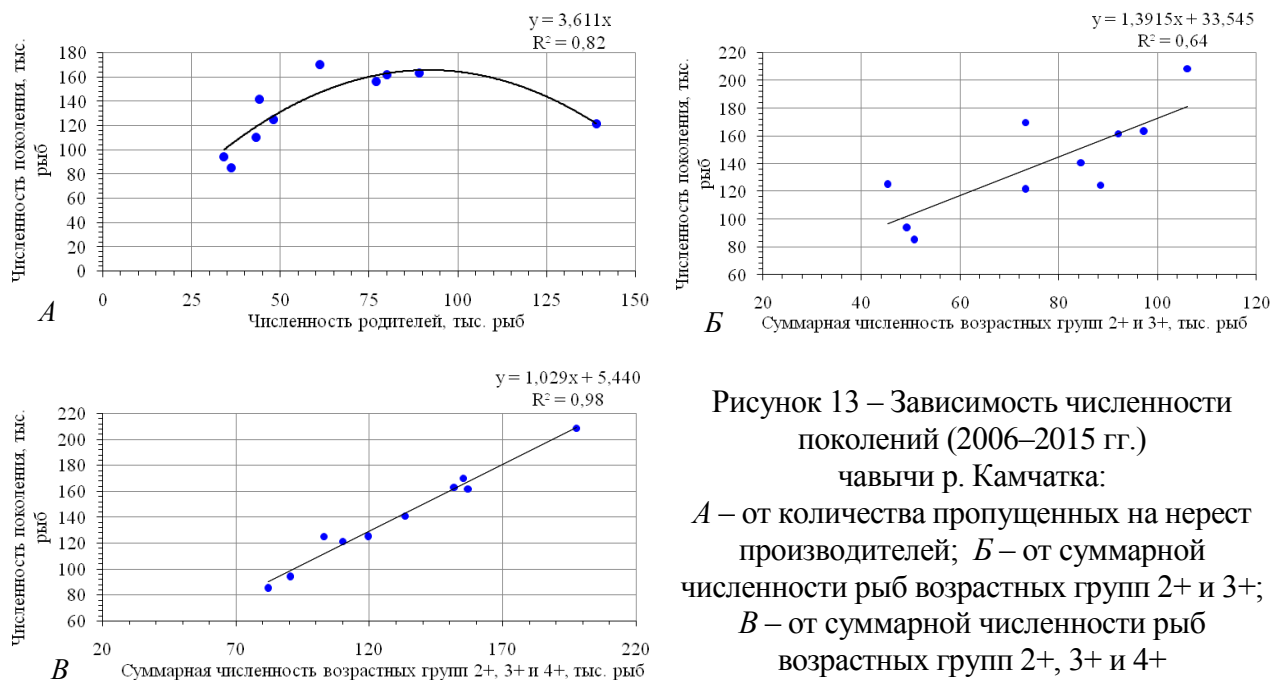 y = 3,611x
R² = 0,82
Численность поколения, тыс.
рыб
180
160
140
120
100
80
60
40
20
0
0 25 50 75 100 125 150
Численность родителей, тыс. рыб
А
y = 1,3915x + 33,545
R² = 0,64
Численность поколения, тыс.
рыб
220
200
180
160
140
120
100
80
60
20 40 60 80 100 120
Суммарная численность возрастных групп 2+ и 3+, тыс. рыб
Б
y = 1,029x + 5,440
R² = 0,98
Численность поколения, тыс.
рыб
220
200
180
160
140
120
100
80
60
20 70 120 170 220
Суммарная численность возрастных групп 2+, 3+ и 4+, тыс. рыб
В
Рисунок 13 – Зависимость численности
поколений (2006–2015 гг.)
чавычи р. Камчатка:
А – от количества пропущенных на нерест
производителей; Б – от суммарной
численности рыб возрастных групп 2+ и 3+;
В – от суммарной численности рыб
возрастных групп 2+, 3+ и 4+